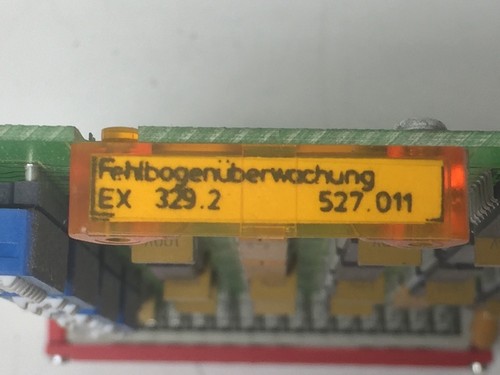 Fehlbogenüberwachung
EX 329.2 527.011